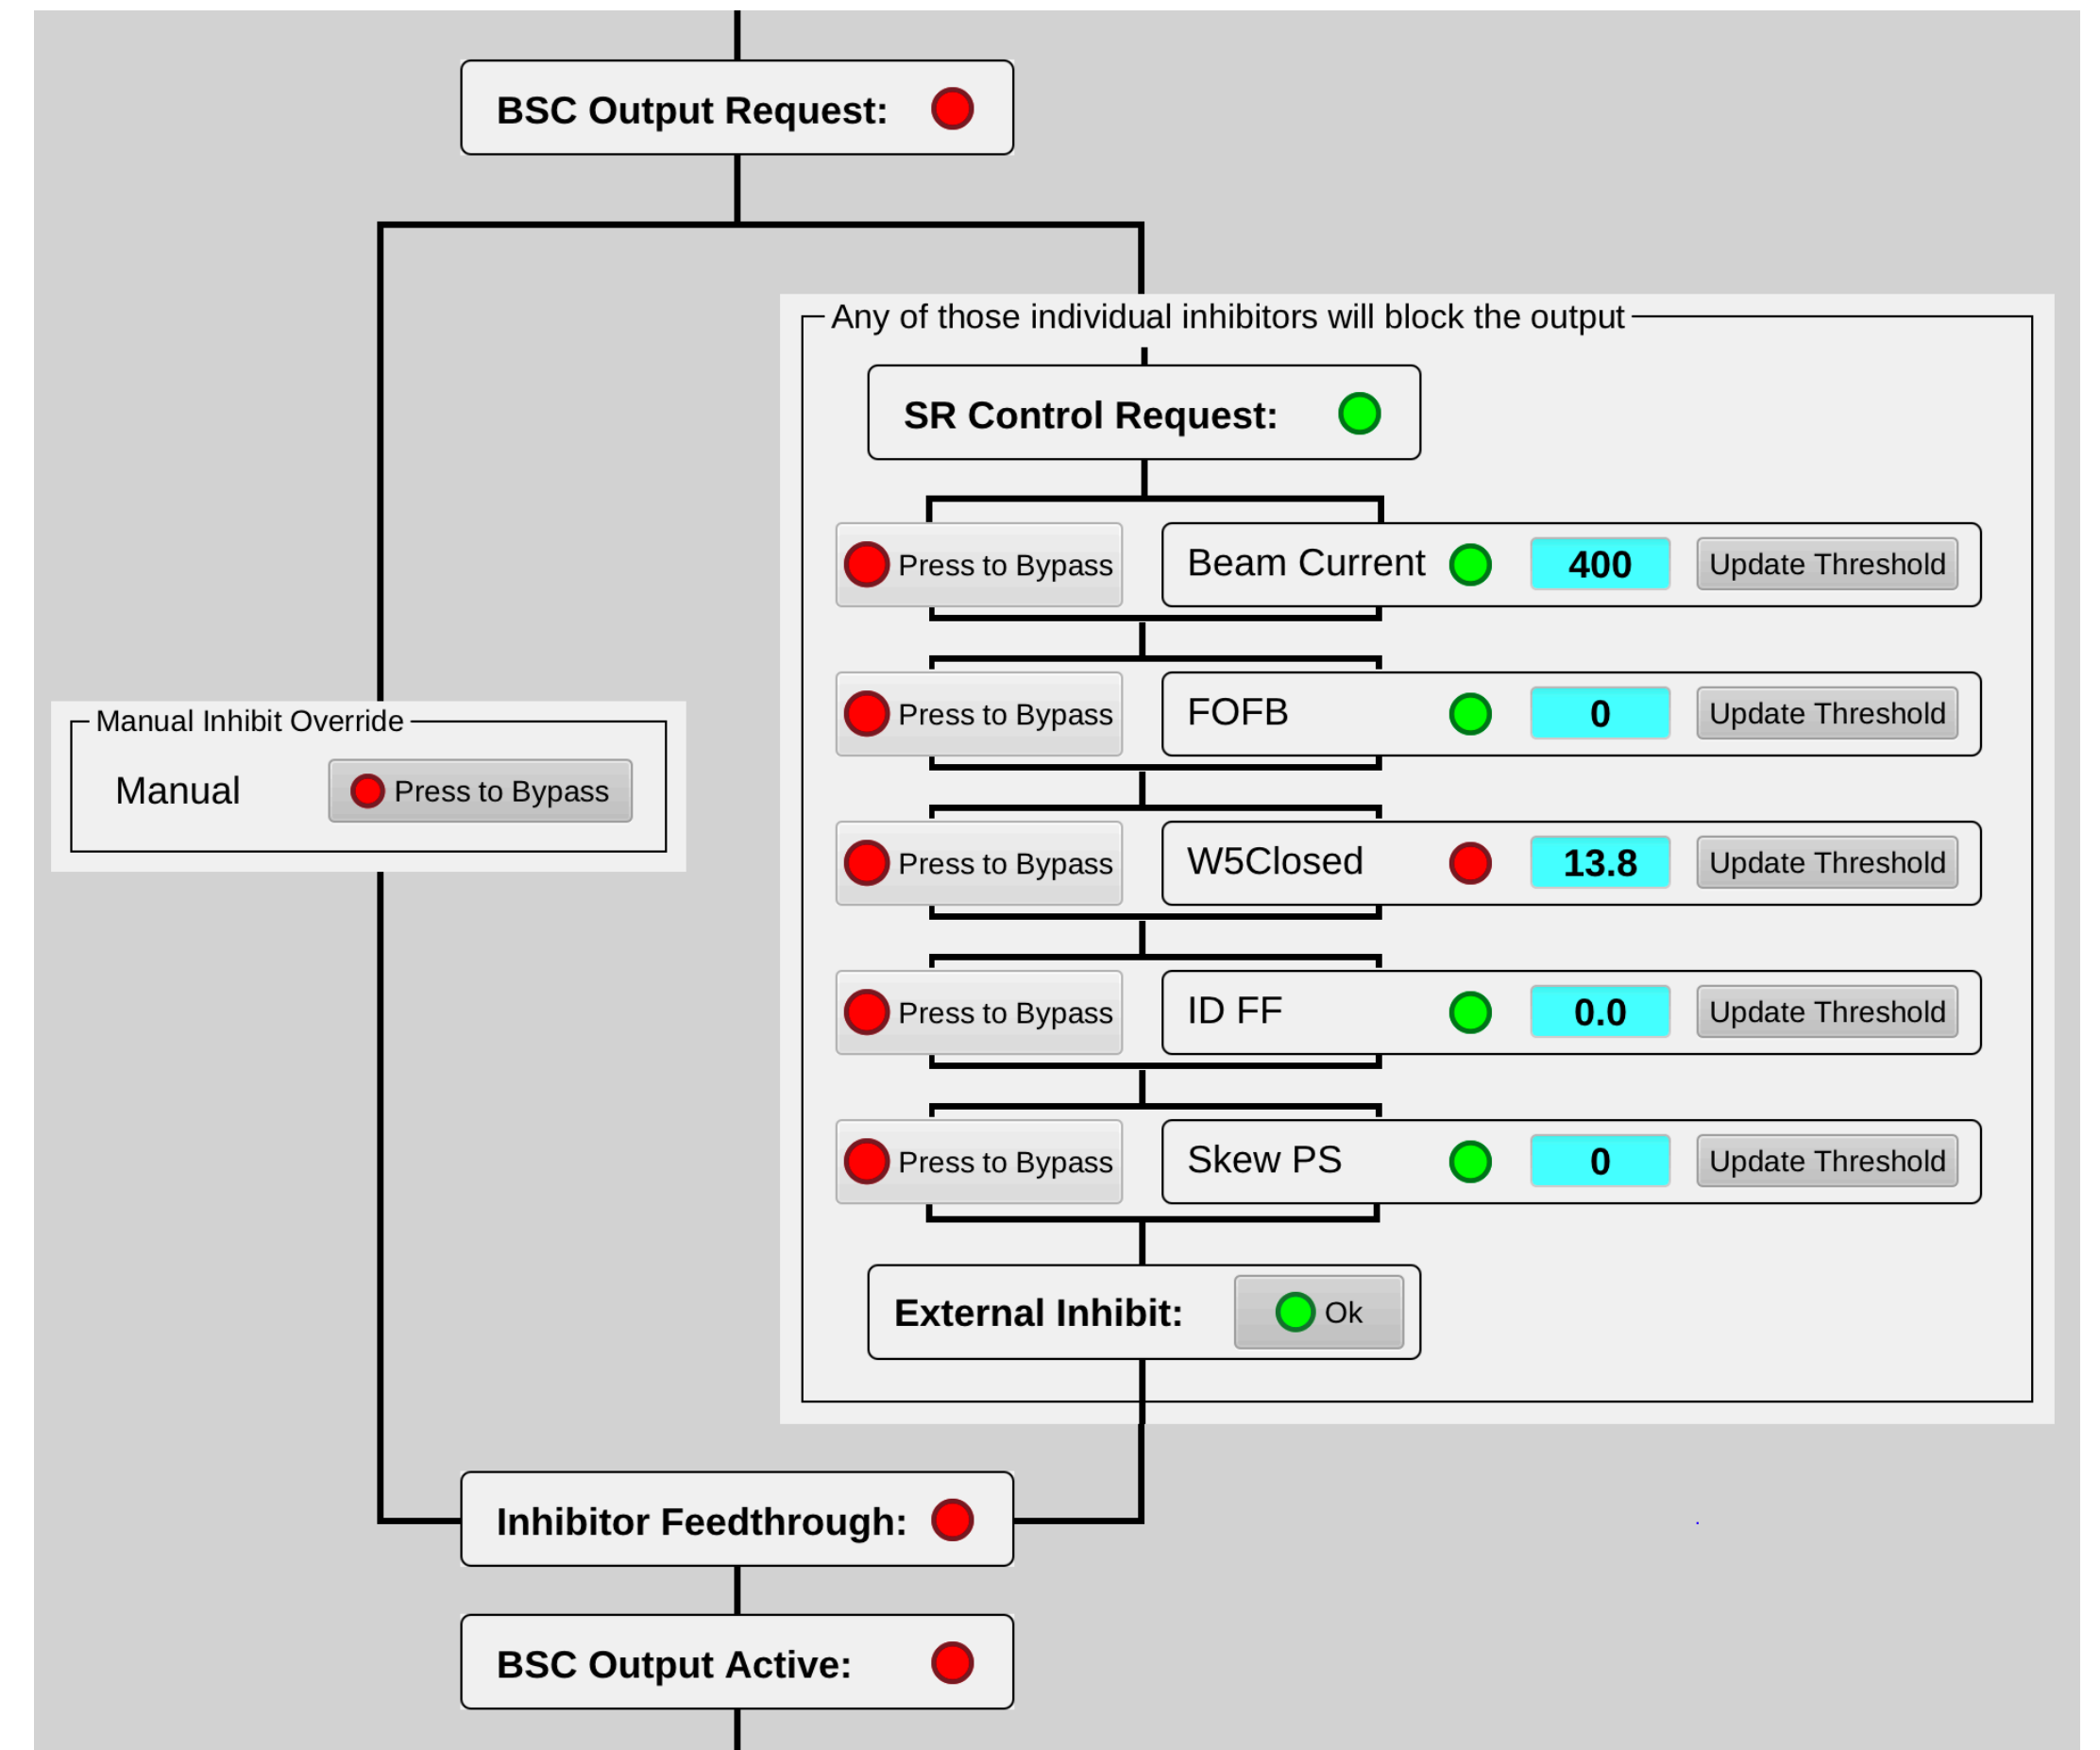 BSC Output Request:
Any of those individual inhibitors will block the output
SR Control Request:
Press to Bypass Beam Current 400 Update Threshold
Press to Bypass FOFB 0 Update Threshold
Manual Inhibit Override
Manual Press to Bypass
Press to Bypass W5Closed 13.8 Update Threshold
Press to Bypass ID FF 0.0 Update Threshold
Press to Bypass Skew PS 0 Update Threshold
External Inhibit: Ok
Inhibitor Feedthrough:
BSC Output Active: